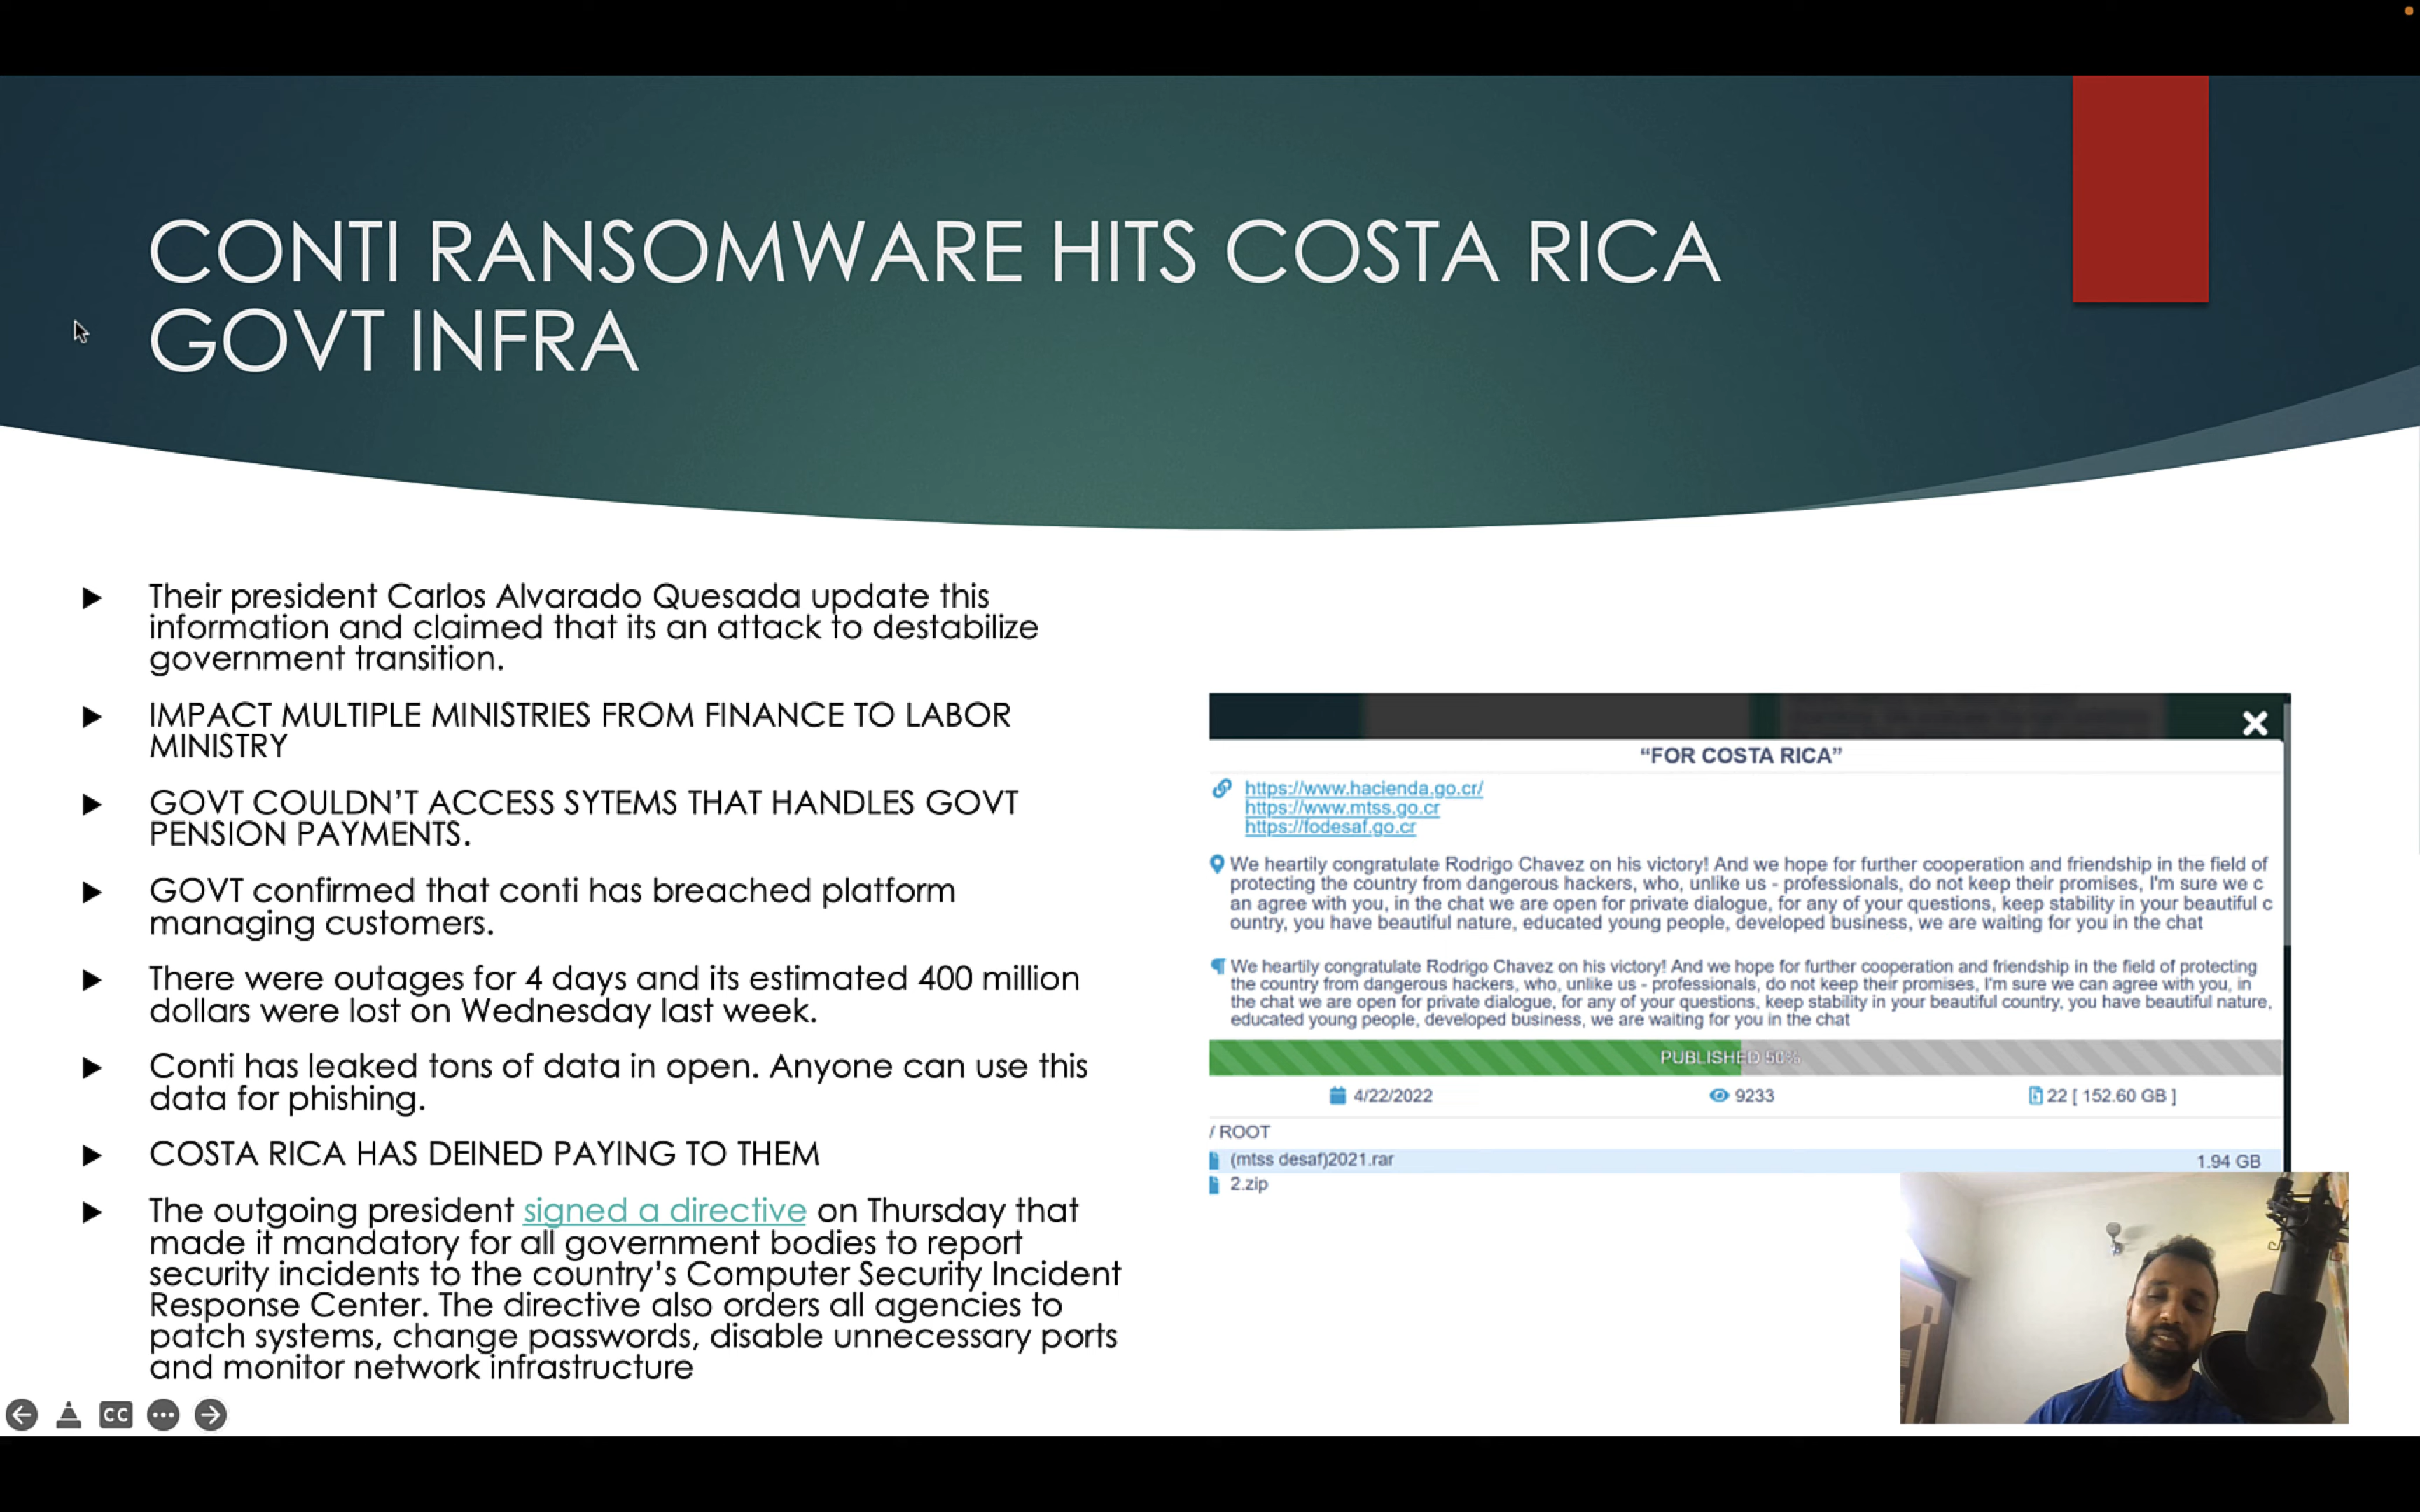 CONTI RANSOMWARE HITS COSTA RICA
GOVT INFRA
Their president Carlos Alvarado Quesada update this
information and claimed that its an attack to destabilize
government transition.
IMPACT MULTIPLE MINISTRIES FROM FINANCE TO LABOR
MINISTRY
GOVT COULDN'T ACCESS SYTEMS THAT HANDLES GOVT
PENSION PAYMENTS.
GOVT confirmed that conti has breached platform
managing customers.
There were outages for 4 days and its estimated 400 million
dollars were lost on Wednesday last week.
Conti has leaked tons of data in open. Anyone can use this
data for phishing.
COSTA RICA HAS DEINED PAYING TO THEM
The outgoing president signed a directive on Thursday that
made it mandatory for all government bodies to report
security incidents to the country's Computer Security Incident
Response Center. The directive also orders all agencies to
patch systems, change passwords, disable unnecessary ports
and monitor network infrastructure
"FOR COSTA RICA"
https://www.hacienda.go.cr/
https://www.mtss.go.cr
https://fodesaf.go.cr
We heartily congratulate Rodrigo Chavez on his victory! And we hope for further cooperation and friendship in the field of
protecting the country from dangerous hackers, who, unlike us - professionals, do not keep their promises, I'm sure we c
an agree with you, in the chat we are open for private dialogue, for any of your questions, keep stability in your beautiful c
ountry, you have beautiful nature, educated young people, developed business, we are waiting for you in the chat
We heartily congratulate Rodrigo Chavez on his victory! And we hope for further cooperation and friendship in the field of protecting
the country from dangerous hackers, who, unlike us - professionals, do not keep their promises, I'm sure we can agree with you, in
the chat we are open for private dialogue, for any of your questions, keep stability in your beautiful country, you have beautiful nature,
educated young people, developed business, we are waiting for you in the chat
PUBLISHED 50%
4/22/2022 9233 22 [ 152.60 GB ]
/ ROOT
(mtss desaf)2021.rar 1.94 GB
2.zip
CC